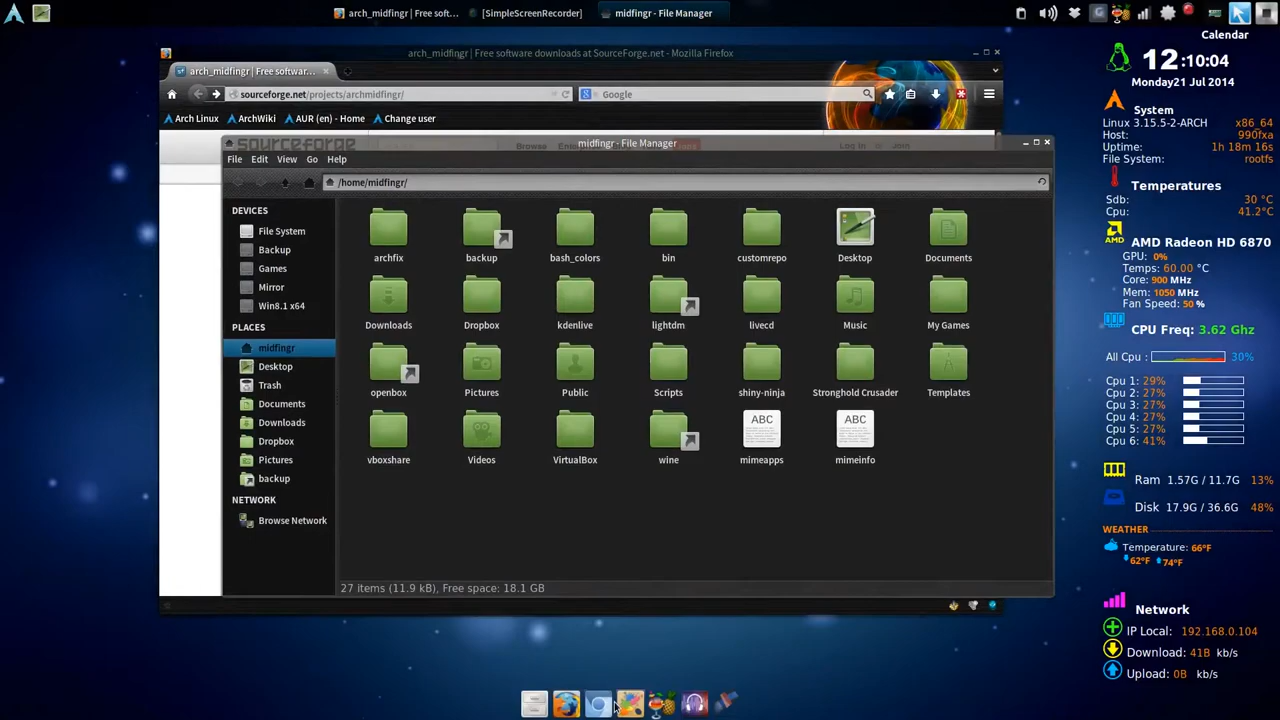 arch_midfingr | Free soft...
[SimpleScreenRecorder]
midfingr - File Manager
arch_midfingr | Free software downloads at SourceForge.net - Mozilla Firefox
arch_midfingr | Free softwar...
sourceforge.net/projects/archmidfingr/
Google
Arch Linux
ArchWiki
AUR (en) - Home
Change user
sourceforge
Browse
Log In
Join
midfingr - File Manager
File Edit View Go Help
/home/midfingr/
DEVICES
File System
Backup
Games
Mirror
Win8.1 x64
PLACES
midfingr
Desktop
Trash
Documents
Downloads
Dropbox
Pictures
backup
NETWORK
Browse Network
archfix backup bash_colors bin customrepo Desktop Documents
Downloads Dropbox kdenlive lightdm livecd Music My Games
openbox Pictures Public Scripts shiny-ninja Stronghold Crusader Templates
ABC ABC
vboxshare Videos VirtualBox wine mimeapps mimeinfo
27 items (11.9 kB), Free space: 18.1 GB
Calendar
12:10:04
Monday21 Jul 2014
System
Linux 3.15.5-2-ARCH x86_64
Host: 990fxa
Uptime: 1h 18m 16s
File System: rootfs
Temperatures
Sdb: 30 °C
Cpu: 41.2°C
AMD
AMD Radeon HD 6870
GPU: 0%
Temps: 60.00 °C
Core: 900 MHz
Mem: 1050 MHz
Fan Speed: 50 %
CPU Freq: 3.62 Ghz
All Cpu : 30%
Cpu 1: 29%
Cpu 2: 27%
Cpu 3: 27%
Cpu 4: 27%
Cpu 5: 27%
Cpu 6: 41%
Ram 1.57G / 11.7G 13%
Disk 17.9G / 36.6G 48%
WEATHER
Temperature: 66°F
62°F 74°F
Network
IP Local: 192.168.0.104
Download: 41B kb/s
Upload: 0B kb/s